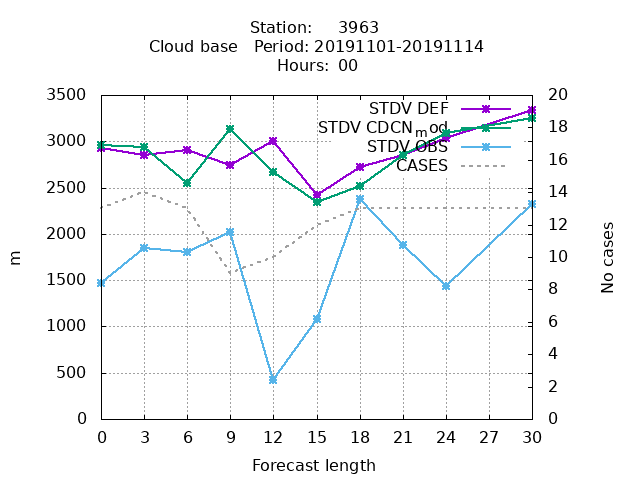 Station: 3963
Cloud base Period: 20191101-20191114
Hours: 00
3500
3000
2500
2000
1500
1000
500
0
m
20
18
16
14
12
10
8
6
4
2
0
No cases
STDV DEF
STDV CDCN_mod
STDV OBS
CASES
0 3 6 9 12 15 18 21 24 27 30
Forecast length